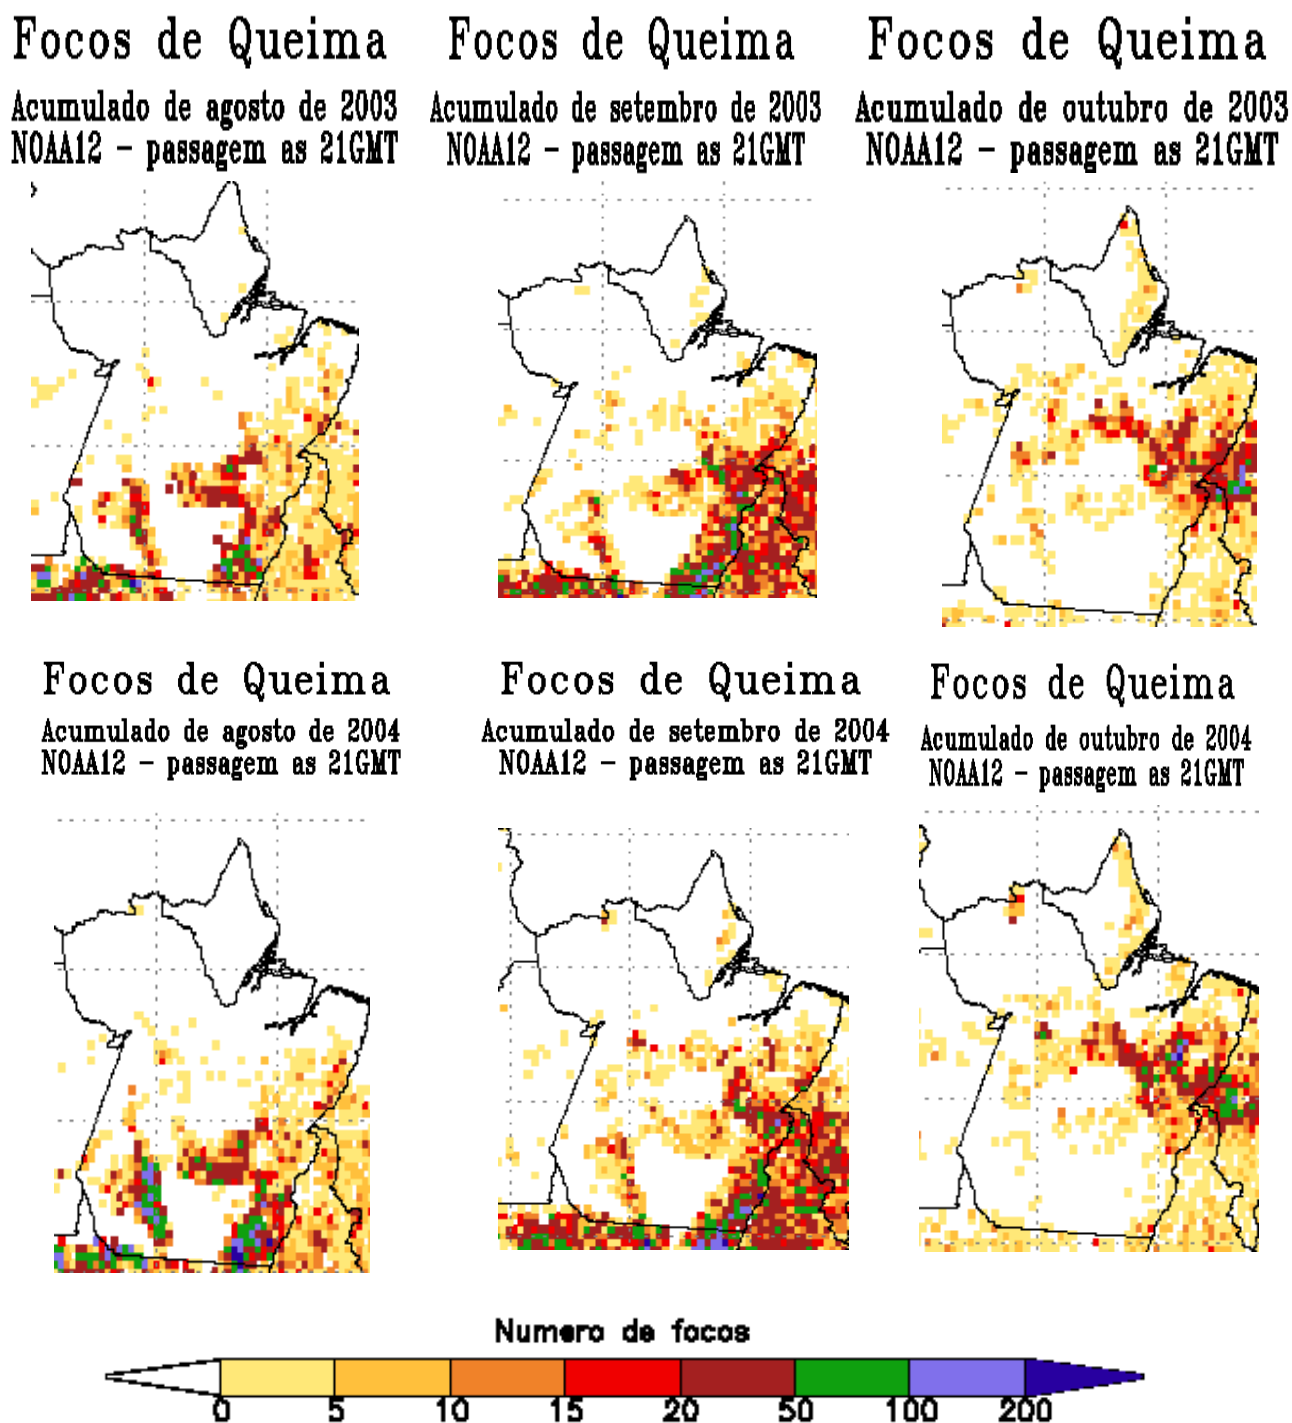 Focos de Queima
Acumulado de agosto de 2003
NOAA12 - passagem as 21GMT
Focos de Queima
Acumulado de setembro de 2003
NOAA12 - passagem as 21GMT
Focos de Queima
Acumulado de outubro de 2003
NOAA12 - passagem as 21GMT
Focos de Queima
Acumulado de agosto de 2004
NOAA12 - passagem as 21GMT
Focos de Queima
Acumulado de setembro de 2004
NOAA12 - passagem as 21GMT
Focos de Queima
Acumulado de outubro de 2004
NOAA12 - passagem as 21GMT
Numero de focos
0 5 10 15 20 50 100 200